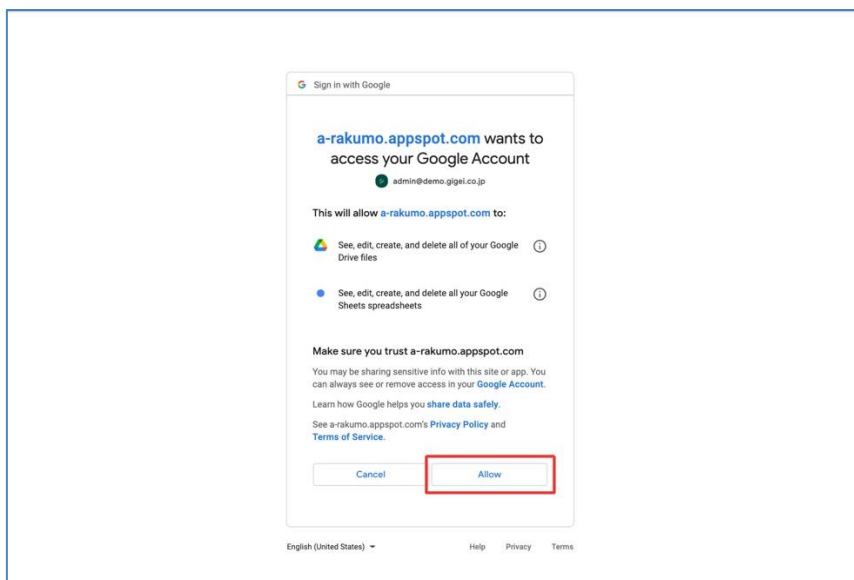 Sign in with Google
a-rakumo.appspot.com wants to
access your Google Account
admin@demo.gigei.co.jp
This will allow a-rakumo.appspot.com to:
See, edit, create, and delete all of your Google
Drive files
See, edit, create, and delete all your Google
Sheets spreadsheets
Make sure you trust a-rakumo.appspot.com
You may be sharing sensitive info with this site or app. You
can always see or remove access in your Google Account.
Learn how Google helps you share data safely.
See a-rakumo.appspot.com's Privacy Policy and
Terms of Service.
Cancel Allow
English (United States) Help Privacy Terms